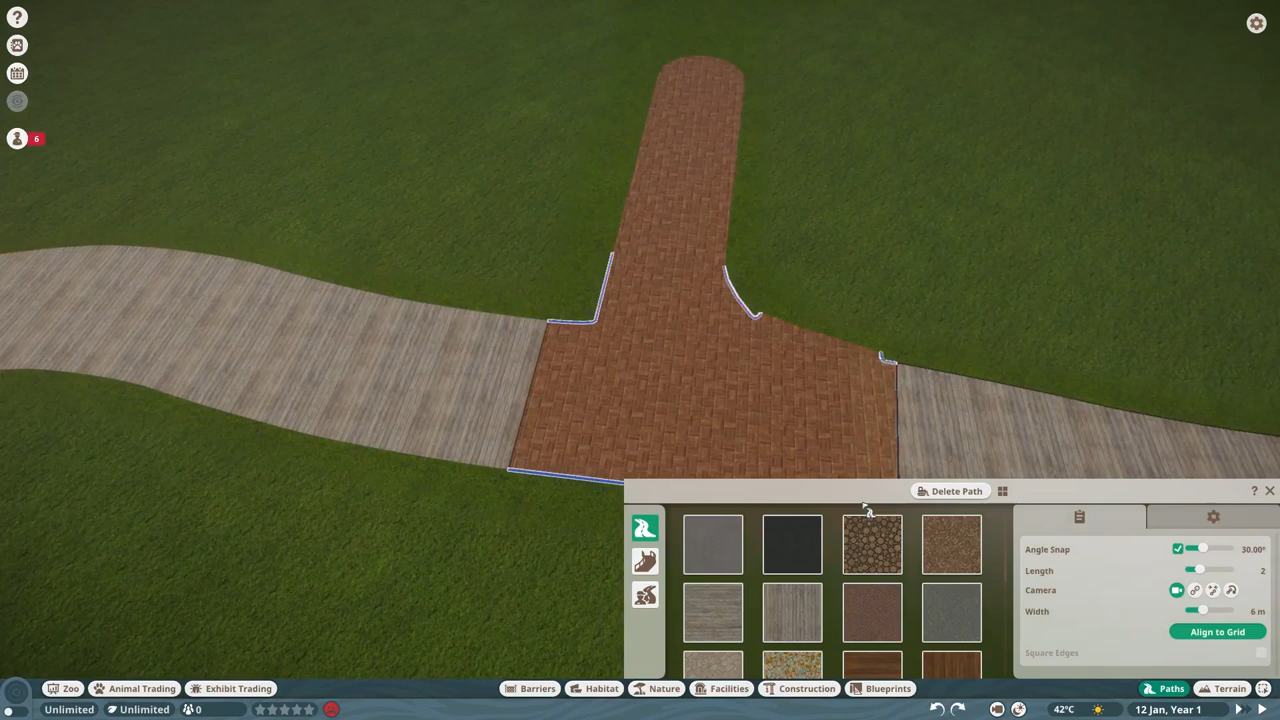 ?
6
Delete Path
?
Angle Snap 30.00°
Length 2
Camera
Width 6 m
Align to Grid
Square Edges
Zoo Animal Trading Exhibit Trading Barriers Habitat Nature Facilities Construction Blueprints Paths Terrain
Unlimited Unlimited 0 42°C 12 Jan, Year 1